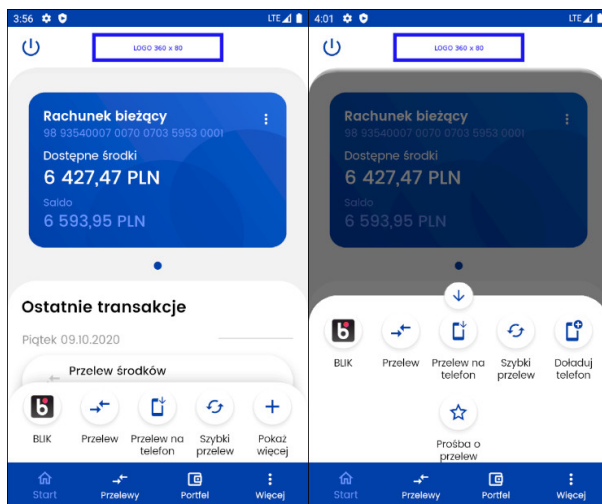 3:56
LTE
LOGO 360 x 80
Rachunek bieżący
98 93540007 0070 0703 5953 0001
Dostępne środki
6 427,47 PLN
Saldo
6 593,95 PLN
Ostatnie transakcje
Piątek 09.10.2020
Przelew środków
BLIK
Przelew
Przelew na
telefon
Szybki
przelew
Pokaż
więcej
Start
Przelewy
Portfel
Więcej
4:01
LTE
LOGO 360 x 80
Rachunek bieżący
98 93540007 0070 0703 5953 0001
Dostępne środki
6 427,47 PLN
Saldo
6 593,95 PLN
BLIK
Przelew
Przelew na
telefon
Szybki
przelew
Doładuj
telefon
Prośba o
przelew
Start
Przelewy
Portfel
Więcej